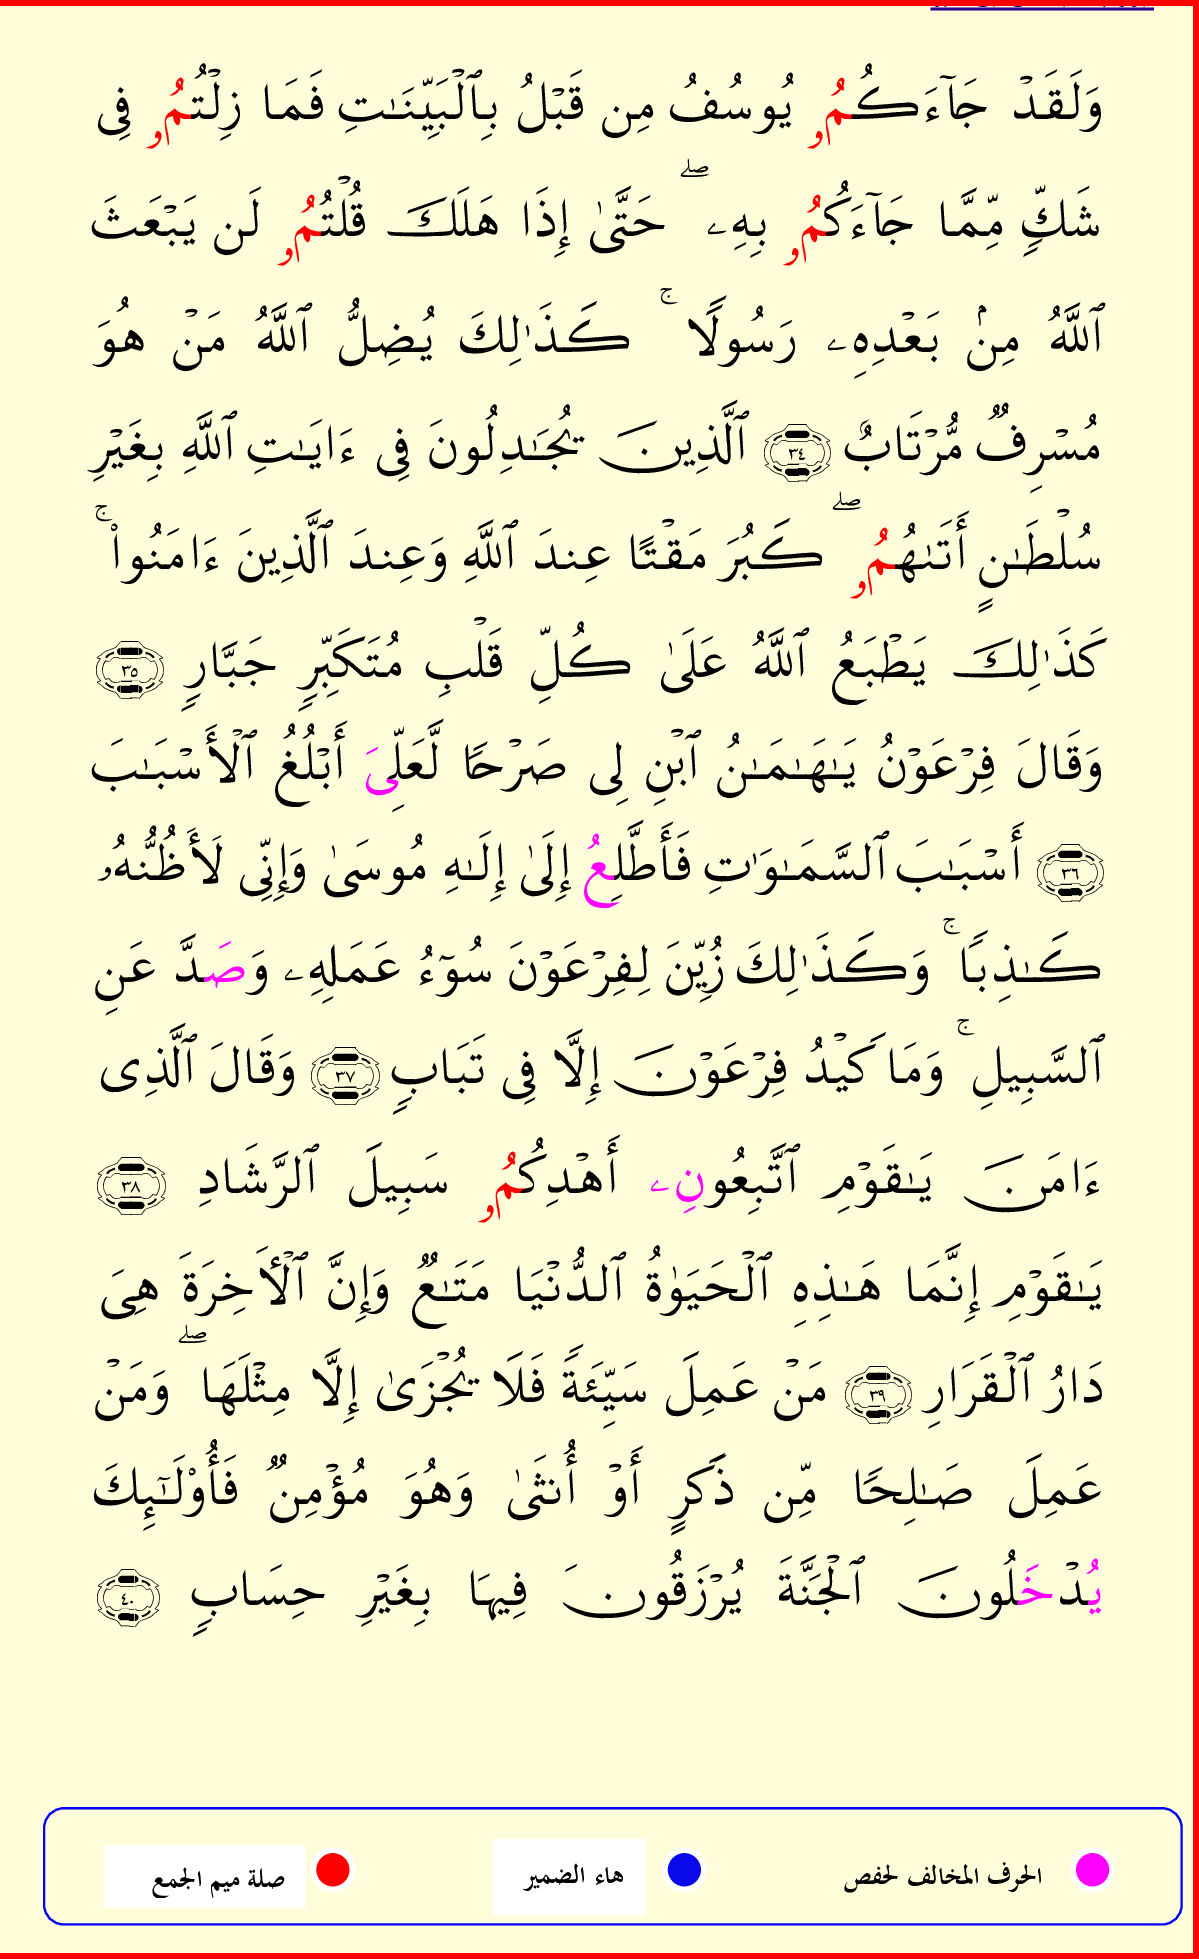 وَلَقَدْ جَآءَكُمُۥ يُوسُفُ مِن قَبْلُ بِٱلْبَيِّنَـٰتِ فَمَا زِلْتُمُۥ فِى
شَكٍّ مِّمَّا جَآءَكُمُۥ بِهِۦ ۖ حَتَّىٰٓ إِذَا هَلَكَ قُلْتُمُۥ لَن يَبْعَثَ
ٱللَّهُ مِنۢ بَعْدِهِۦ رَسُولًا ۚ كَذَٰلِكَ يُضِلُّ ٱللَّهُ مَنْ هُوَ
مُسْرِفٌ مُّرْتَابٌ ٣٤ ٱلَّذِينَ يُجَـٰدِلُونَ فِى ءَايَـٰتِ ٱللَّهِ بِغَيْرِ
سُلْطَـٰنٍ أَتَىٰهُمُۥ ۖ كَبُرَ مَقْتًا عِندَ ٱللَّهِ وَعِندَ ٱلَّذِينَ ءَامَنُوا۟ ۚ
كَذَٰلِكَ يَطْبَعُ ٱللَّهُ عَلَىٰ كُلِّ قَلْبِ مُتَكَبِّرٍ جَبَّارٍ ٣٥
وَقَالَ فِرْعَوْنُ يَـٰهَـٰمَـٰنُ ٱبْنِ لِى صَرْحًا لَّعَلِّىَ أَبْلُغُ ٱلْأَسْبَـٰبَ
٣٦ أَسْبَـٰبَ ٱلسَّمَـٰوَٰتِ فَأَطَّلِعُ إِلَىٰ إِلَـٰهِ مُوسَىٰ وَإِنِّى لَأَظُنُّهُۥ
كَـٰذِبًا ۚ وَكَذَٰلِكَ زُيِّنَ لِفِرْعَوْنَ سُوٓءُ عَمَلِهِۦ وَصَدَّ عَنِ
ٱلسَّبِيلِ ۚ وَمَا كَيْدُ فِرْعَوْنَ إِلَّا فِى تَبَابٍ ٣٧ وَقَالَ ٱلَّذِى
ءَامَنَ يَـٰقَوْمِ ٱتَّبِعُونِۦ أَهْدِكُمُۥ سَبِيلَ ٱلرَّشَادِ ٣٨
يَـٰقَوْمِ إِنَّمَا هَـٰذِهِ ٱلْحَيَوٰةُ ٱلدُّنْيَا مَتَـٰعٌ وَإِنَّ ٱلْأَخِرَةَ هِىَ
دَارُ ٱلْقَرَارِ ٣٩ مَنْ عَمِلَ سَيِّئَةً فَلَا يُجْزَىٰ إِلَّا مِثْلَهَا ۖ وَمَنْ
عَمِلَ صَـٰلِحًا مِّن ذَكَرٍ أَوْ أُنثَىٰ وَهُوَ مُؤْمِنٌ فَأُو۟لَـٰٓئِكَ
يُدْخَلُونَ ٱلْجَنَّةَ يُرْزَقُونَ فِيهَا بِغَيْرِ حِسَابٍ ٤٠
الحرف المخالف لحفص هاء الضمير صلة ميم الجمع